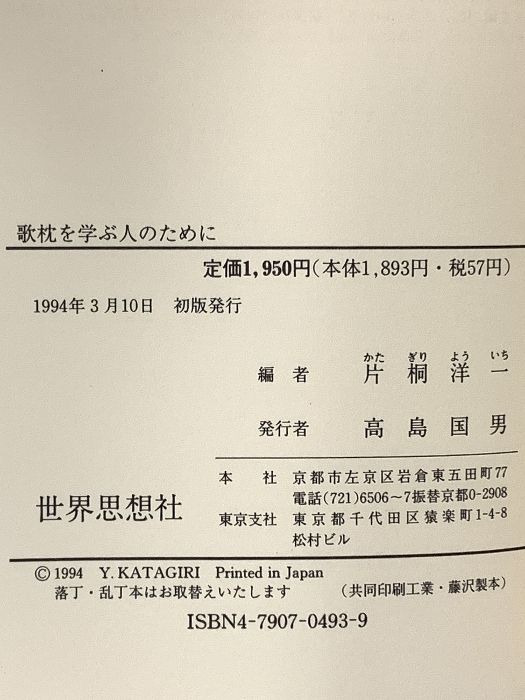 歌枕を学ぶ人のために
定価1,950円(本体1,893円・税57円)
1994年3月10日 初版発行
かた ぎり よう いち
編者 片桐洋一
発行者 高島国男
本社 京都市左京区岩倉東五田町77
電話(721)6506〜7振替京都0-2908
世界思想社
東京支社 東京都千代田区猿楽町1-4-8
松村ビル
© 1994 Y. KATAGIRI Printed in Japan
落丁・乱丁本はお取替えいたします (共同印刷工業・藤沢製本)
ISBN4-7907-0493-9